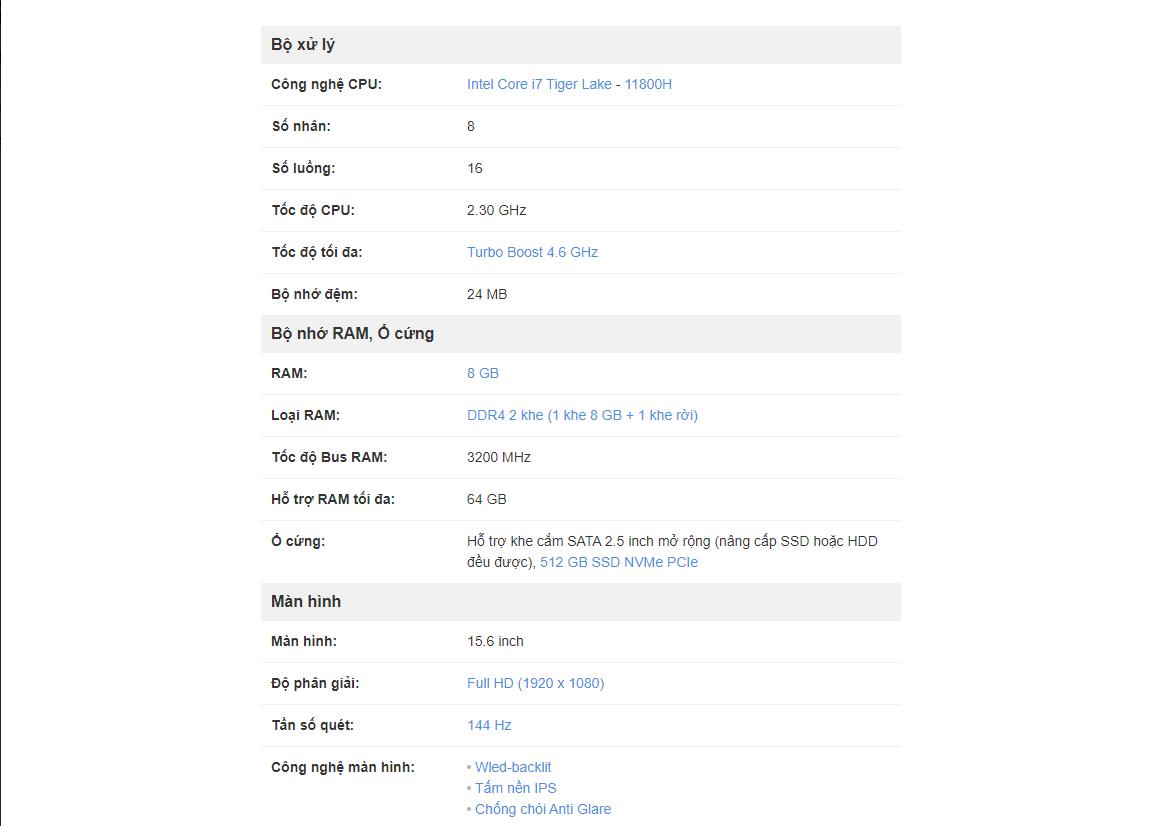 Bộ xử lý
Công nghệ CPU: Intel Core i7 Tiger Lake - 11800H
Số nhân: 8
Số luồng: 16
Tốc độ CPU: 2.30 GHz
Tốc độ tối đa: Turbo Boost 4.6 GHz
Bộ nhớ đệm: 24 MB
Bộ nhớ RAM, Ổ cứng
RAM: 8 GB
Loại RAM: DDR4 2 khe (1 khe 8 GB + 1 khe rời)
Tốc độ Bus RAM: 3200 MHz
Hỗ trợ RAM tối đa: 64 GB
Ổ cứng: Hỗ trợ khe cắm SATA 2.5 inch mở rộng (nâng cấp SSD hoặc HDD
đều được), 512 GB SSD NVMe PCIe
Màn hình
Màn hình: 15.6 inch
Độ phân giải: Full HD (1920 x 1080)
Tần số quét: 144 Hz
Công nghệ màn hình: • Wled-backlit
• Tấm nền IPS
• Chống chói Anti Glare